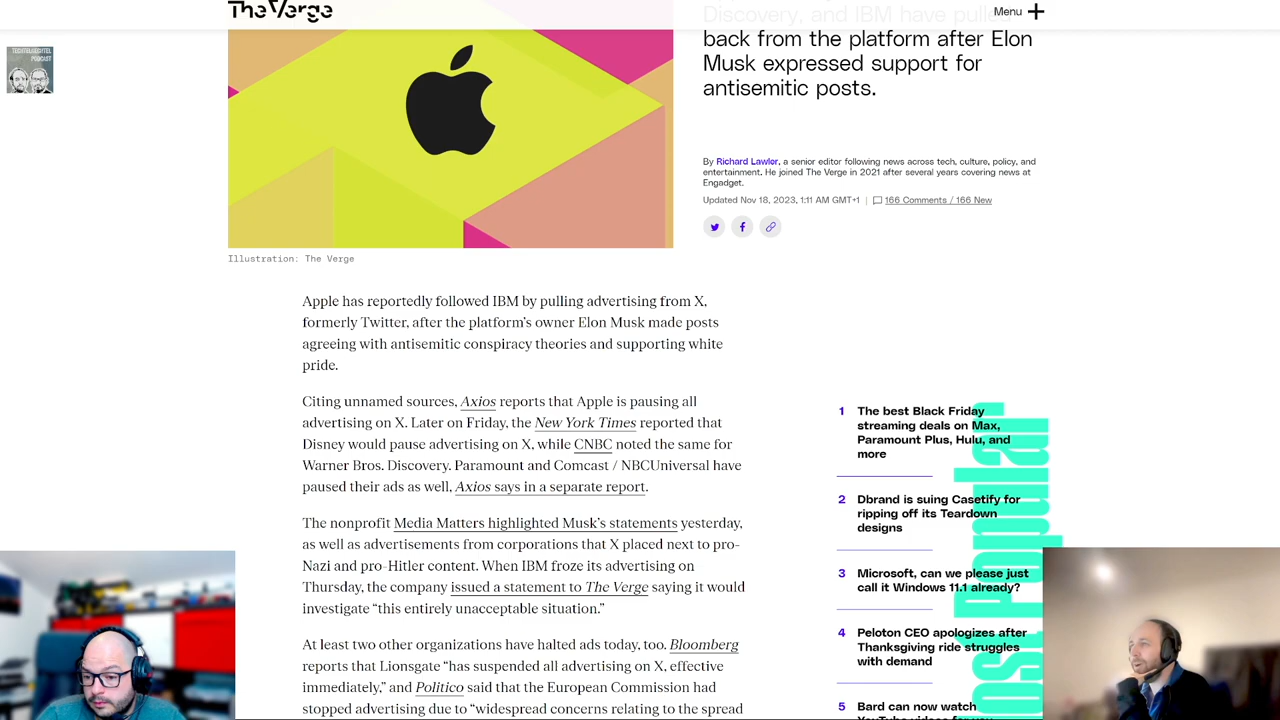 The Verge
Menu
TECHTELMECHTEL
PODCAST
Discovery, and IBM have pulled
back from the platform after Elon
Musk expressed support for
antisemitic posts.
By Richard Lawler, a senior editor following news across tech, culture, policy, and
entertainment. He joined The Verge in 2021 after several years covering news at
Engadget.
Updated Nov 18, 2023, 1:11 AM GMT+1 | 166 Comments / 166 New
Illustration: The Verge
Apple has reportedly followed IBM by pulling advertising from X,
formerly Twitter, after the platform’s owner Elon Musk made posts
agreeing with antisemitic conspiracy theories and supporting white
pride.
Citing unnamed sources, Axios reports that Apple is pausing all
advertising on X. Later on Friday, the New York Times reported that
Disney would pause advertising on X, while CNBC noted the same for
Warner Bros. Discovery. Paramount and Comcast / NBCUniversal have
paused their ads as well, Axios says in a separate report.
The nonprofit Media Matters highlighted Musk’s statements yesterday,
as well as advertisements from corporations that X placed next to pro-
Nazi and pro-Hitler content. When IBM froze its advertising on
Thursday, the company issued a statement to The Verge saying it would
investigate “this entirely unacceptable situation.”
At least two other organizations have halted ads today, too. Bloomberg
reports that Lionsgate “has suspended all advertising on X, effective
immediately,” and Politico said that the European Commission had
stopped advertising due to “widespread concerns relating to the spread
Most Popular
1 The best Black Friday
streaming deals on Max,
Paramount Plus, Hulu, and
more
2 Dbrand is suing Casetify for
ripping off its Teardown
designs
3 Microsoft, can we please just
call it Windows 11.1 already?
4 Peloton CEO apologizes after
Thanksgiving ride struggles
with demand
5 Bard can now watch
YouTube videos for you